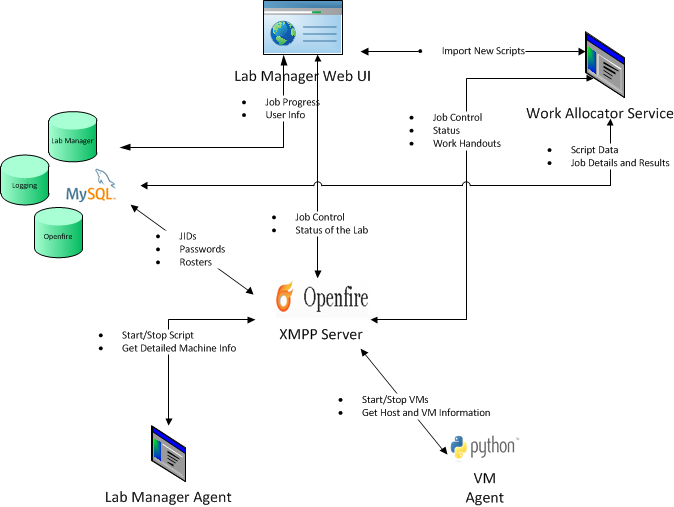 Lab Manager Web UI
• Import New Scripts
Work Allocator Service
• Job Progress
• User Info
• Job Control
• Status
• Work Handouts
• Script Data
• Job Details and Results
Lab Manager
Logging
MySQL
Openfire
• JIDs
• Passwords
• Rosters
• Job Control
• Status of the Lab
Openfire
XMPP Server
• Start/Stop Script
• Get Detailed Machine Info
• Start/Stop VMs
• Get Host and VM Information
Lab Manager Agent
python
VM
Agent